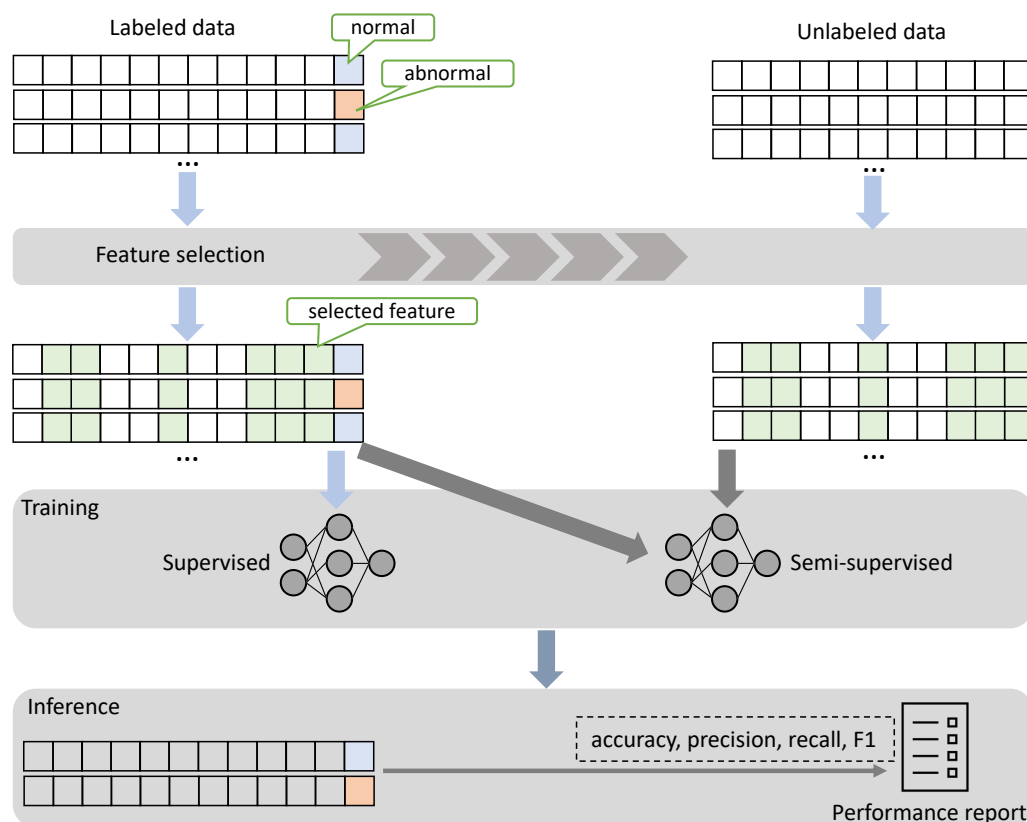 Labeled data
normal
Unlabeled data
abnormal
...
...
Feature selection
selected feature
...
...
Training
Supervised
Semi-supervised
Inference
accuracy, precision, recall, F1
Performance report